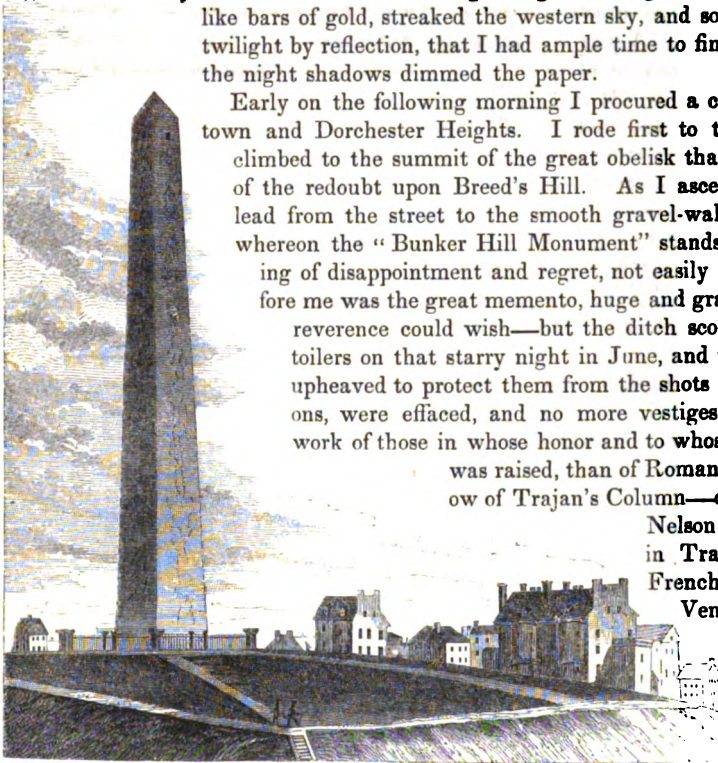 like bars of gold, streaked the western sky, and so
twilight by reflection, that I had ample time to fin
the night shadows dimmed the paper.
Early on the following morning I procured a c
town and Dorchester Heights. I rode first to t
climbed to the summit of the great obelisk tha
of the redoubt upon Breed's Hill. As I asce
lead from the street to the smooth gravel-wal
whereon the “Bunker Hill Monument” stands
ing of disappointment and regret, not easily
fore me was the great memento, huge and gra
reverence could wish—but the ditch sco
toilers on that starry night in June, and
upheaved to protect them from the shots
ons, were effaced, and no more vestiges
work of those in whose honor and to whos
was raised, than of Roman
ow of Trajan's Column—
Nelson
in Tra
French
Ven